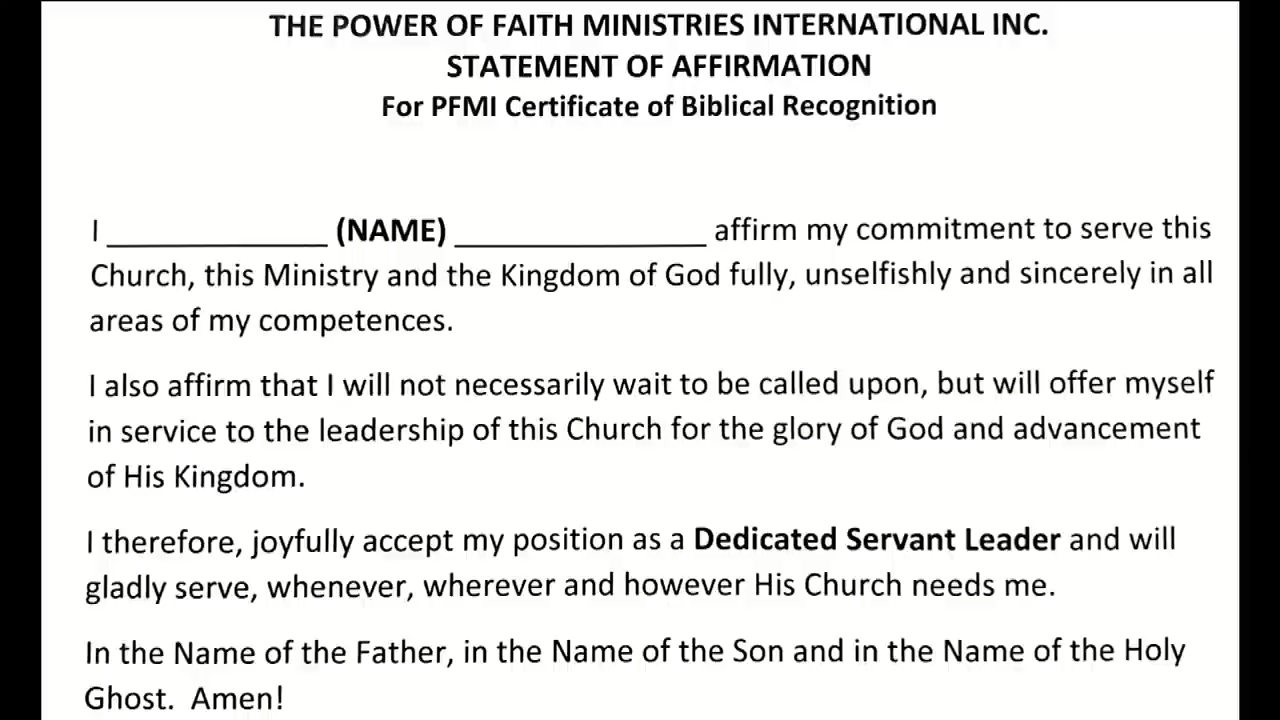 THE POWER OF FAITH MINISTRIES INTERNATIONAL INC.
STATEMENT OF AFFIRMATION
For PFMI Certificate of Biblical Recognition
I ______________ (NAME) ________________ affirm my commitment to serve this
Church, this Ministry and the Kingdom of God fully, unselfishly and sincerely in all
areas of my competences.
I also affirm that I will not necessarily wait to be called upon, but will offer myself
in service to the leadership of this Church for the glory of God and advancement
of His Kingdom.
I therefore, joyfully accept my position as a Dedicated Servant Leader and will
gladly serve, whenever, wherever and however His Church needs me.
In the Name of the Father, in the Name of the Son and in the Name of the Holy
Ghost. Amen!